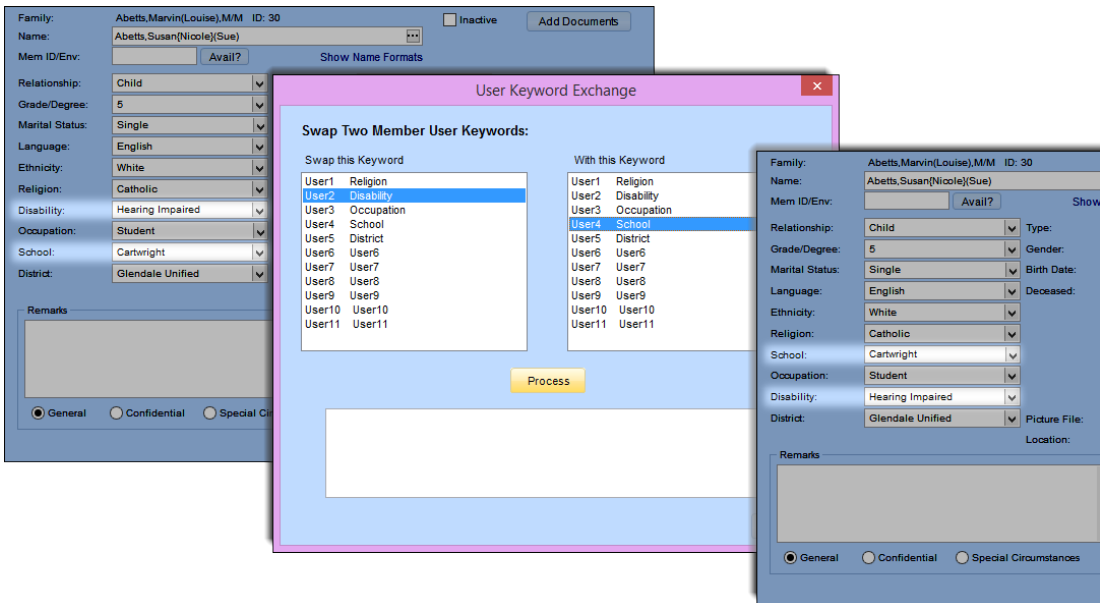 Family: Abetts,Marvin(Louise),M/M ID: 30
Inactive
Add Documents
Name: Abetts,Susan{Nicole}(Sue)
Mem ID/Env: Avail? Show Name Formats
Relationship: Child
Grade/Degree: 5
Marital Status: Single
Language: English
Ethnicity: White
Religion: Catholic
Disability: Hearing Impaired
Occupation: Student
School: Cartwright
District: Glendale Unified
Remarks
General Confidential Special
User Keyword Exchange
Swap Two Member User Keywords:
Swap this Keyword
User1 Religion
User2 Disability
User3 Occupation
User4 School
User5 District
User6 User6
User7 User7
User8 User8
User9 User9
User10 User10
User11 User11
With this Keyword
User1 Religion
User2 Disability
User3 Occupation
User4 School
User5 District
User6 User6
User7 User7
User8 User8
User9 User9
User10 User10
User11 User11
Process
Family: Abetts,Marvin(Louise),M/M ID: 30
Name: Abetts,Susan{Nicole}(Sue)
Mem ID/Env: Avail? Show
Relationship: Child Type:
Grade/Degree: 5 Gender:
Marital Status: Single Birth Date:
Language: English Deceased:
Ethnicity: White
Religion: Catholic
School: Cartwright
Occupation: Student
Disability: Hearing Impaired
District: Glendale Unified Picture File:
Location:
Remarks
General Confidential Special Circumstances